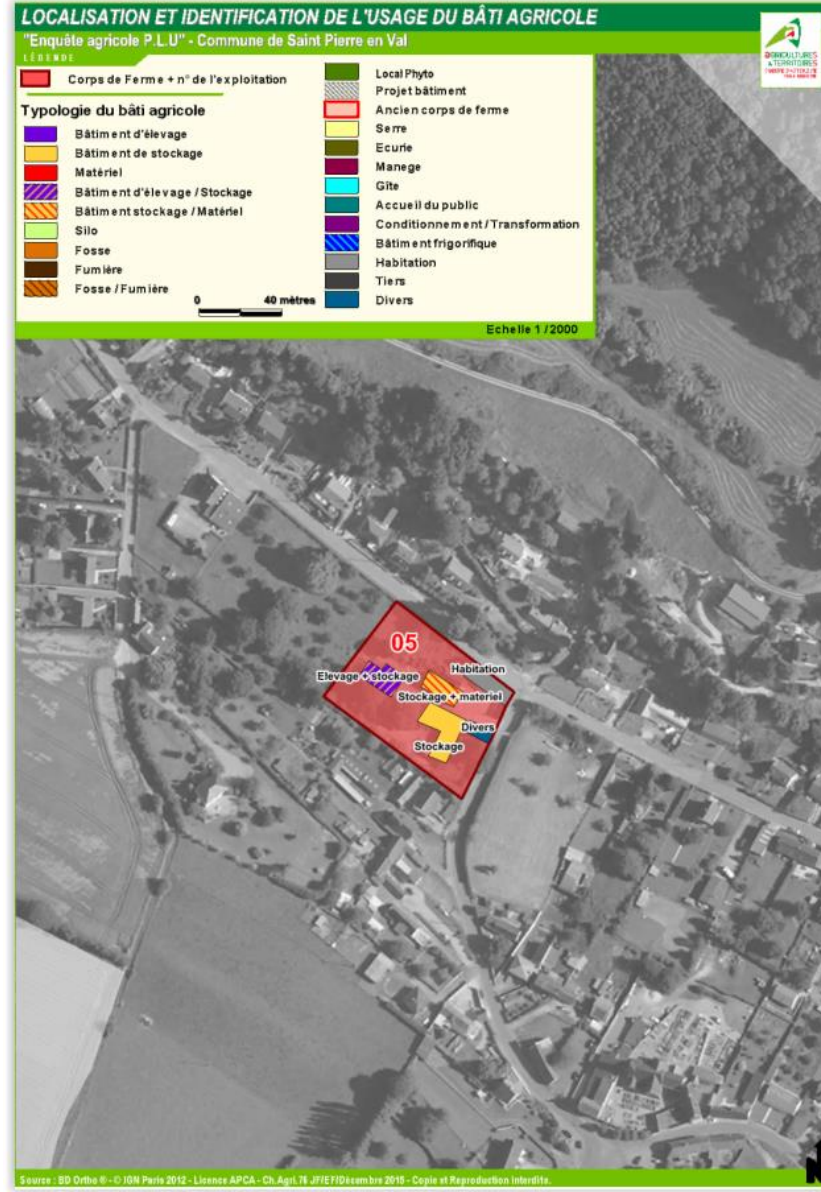 LOCALISATION ET IDENTIFICATION DE L'USAGE DU BÂTI AGRICOLE
"Enquête agricole P.L.U" - Commune de Saint Pierre en Val
LÉGENDE
Corps de Ferme + n° de l'exploitation
Typologie du bâti agricole
Bâtiment d'élevage
Bâtiment de stockage
Matériel
Bâtiment d'élevage / Stockage
Bâtiment stockage / Matériel
Silo
Fosse
Fumière
Fosse / Fumière
Local Phyto
Projet bâtiment
Ancien corps de ferme
Serre
Ecurie
Manege
Gîte
Accueil du public
Conditionnement / Transformation
Bâtiment frigorifique
Habitation
Tiers
Divers
0 40 mètres
Echelle 1 / 2000
AGRICULTURES
& TERRITOIRES
05
Habitation
Elevage + stockage
Stockage + materiel
Divers
Stockage
N
Source : BD Ortho ® - © IGN Paris 2012 - Licence APCA - Ch.Agri.76 JF/EF/Décembre 2015 - Copie et Reproduction interdite.